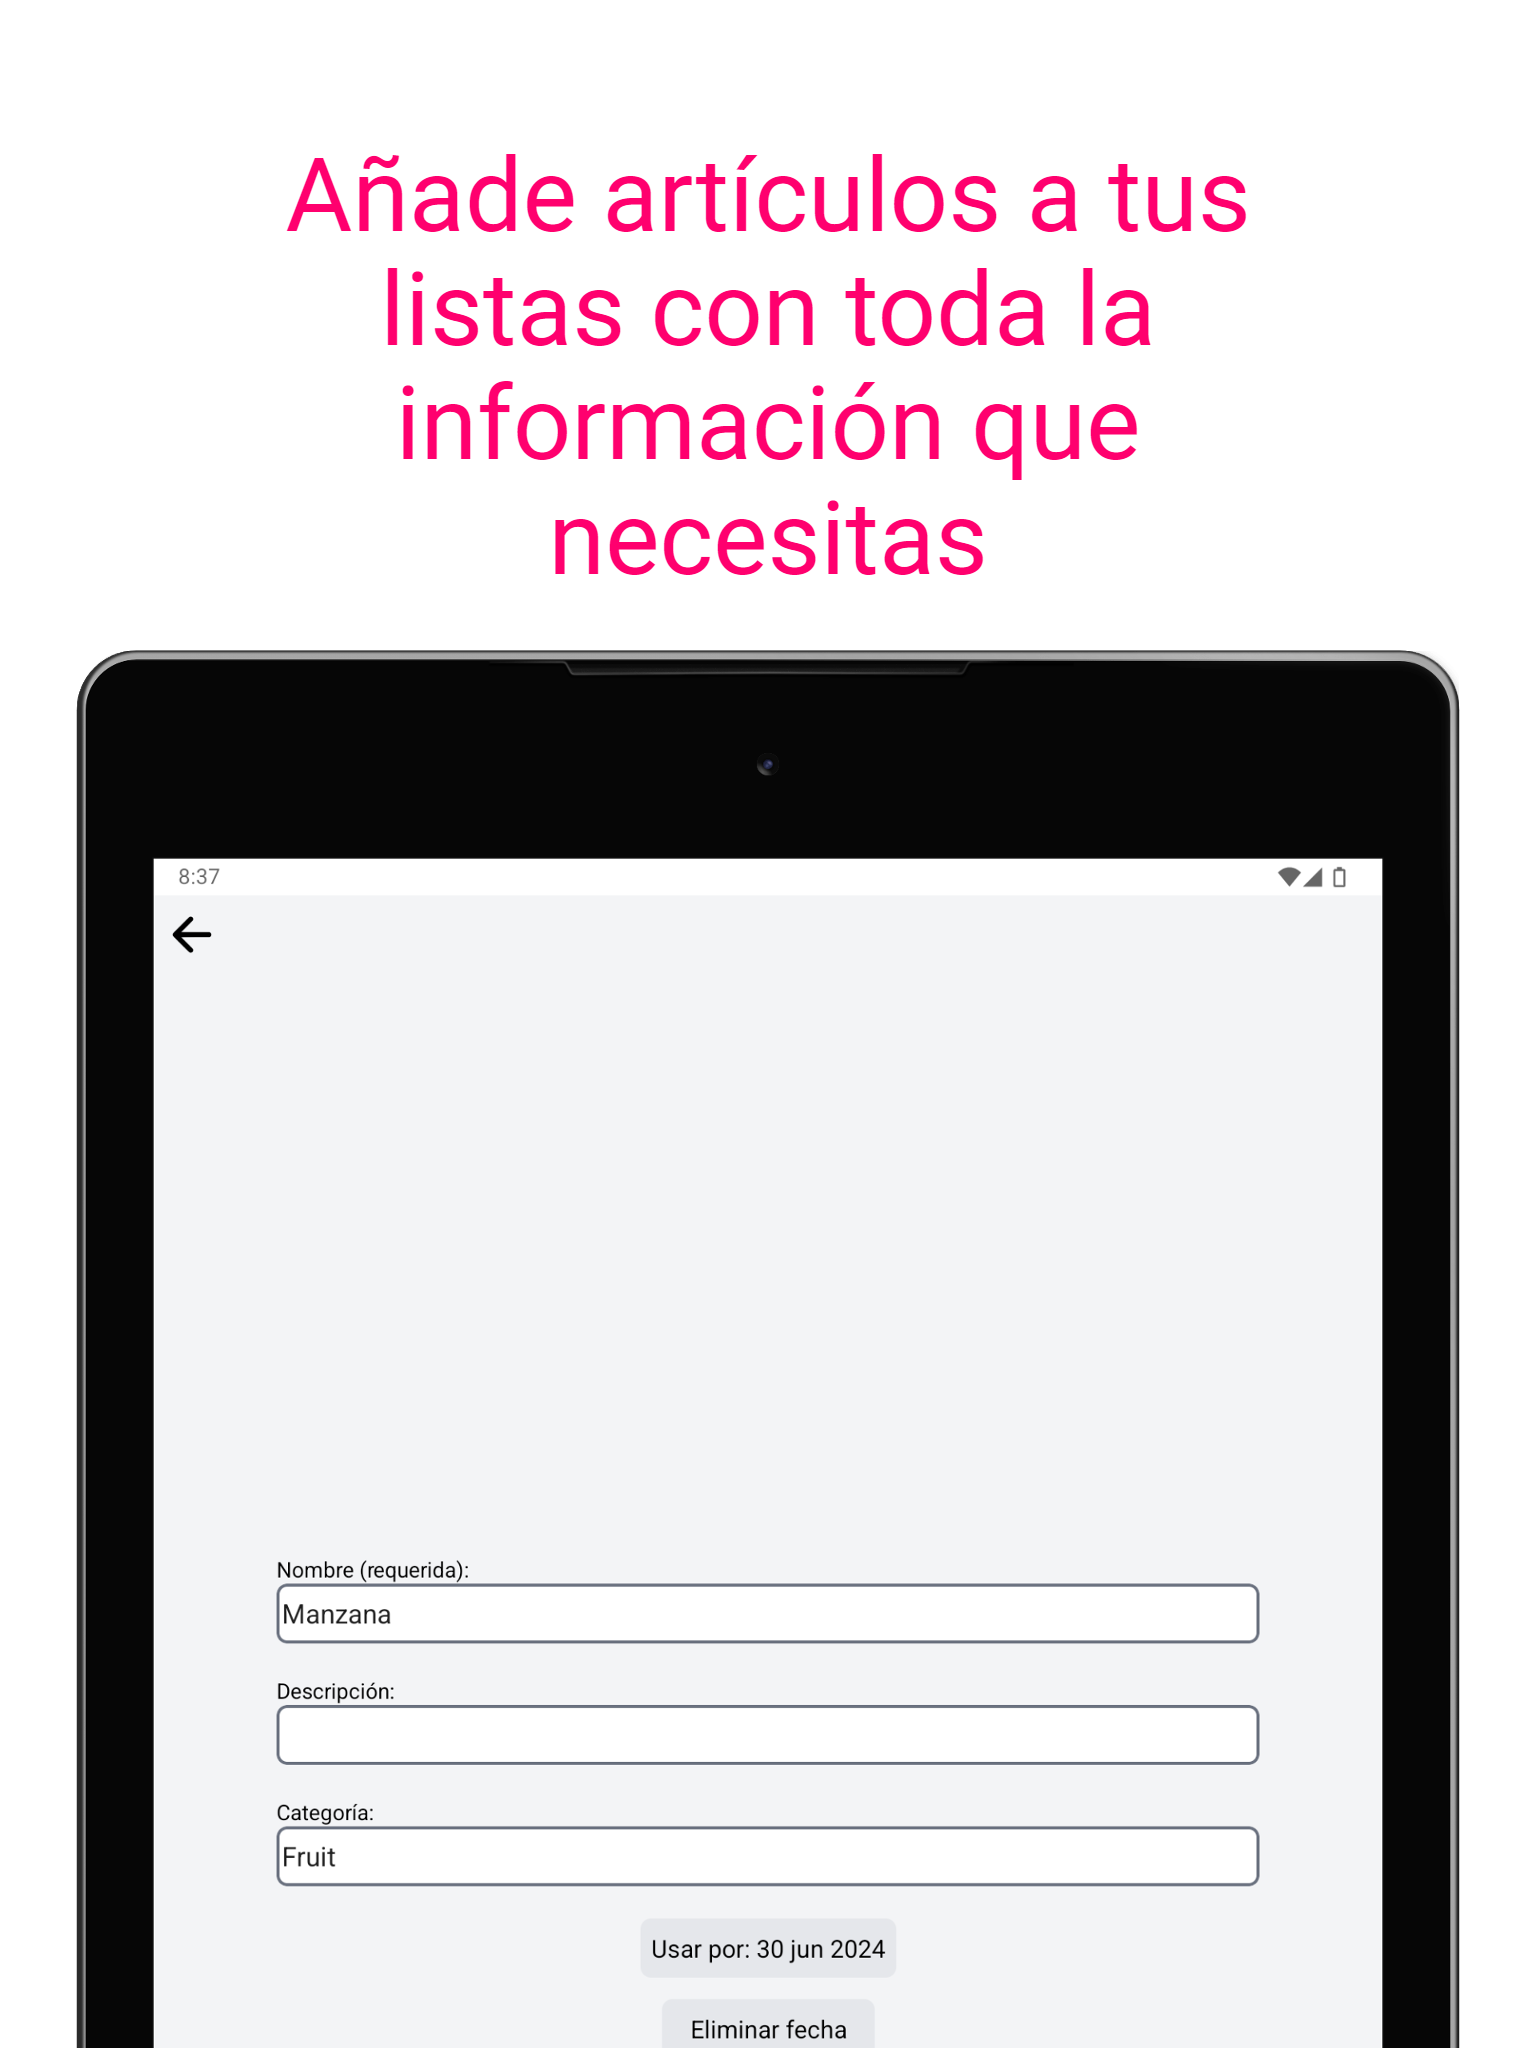 Añade artículos a tus
listas con toda la
información que
necesitas
8:37
Nombre (requerida):
Manzana
Descripción:
Categoría:
Fruit
Usar por: 30 jun 2024
Eliminar fecha